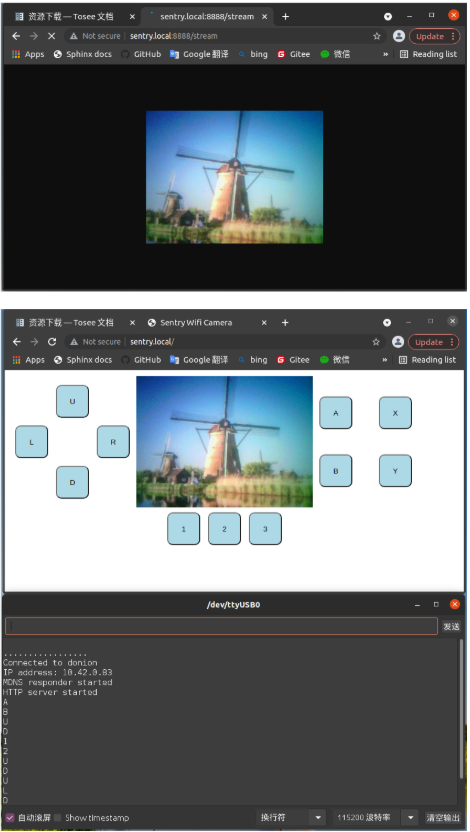 资源下载 — Tosee 文档
sentry.local:8888/stream
Not secure | sentry.local:8888/stream
Update
Apps Sphinx docs GitHub Google 翻译 bing Gitee 微信 » Reading list
资源下载 — Tosee 文档
Sentry Wifi Camera
Not secure | sentry.local/
Update
Apps Sphinx docs GitHub Google 翻译 bing Gitee 微信 » Reading list
U
L
R
D
A
X
B
Y
1
2
3
/dev/ttyUSB0
发送
.................
Connected to donion
IP address: 10.42.0.83
MDNS responder started
HTTP server started
A
B
U
D
1
2
U
D
U
L
D
自动滚屏 Show timestamp 换行符 115200 波特率 清空输出